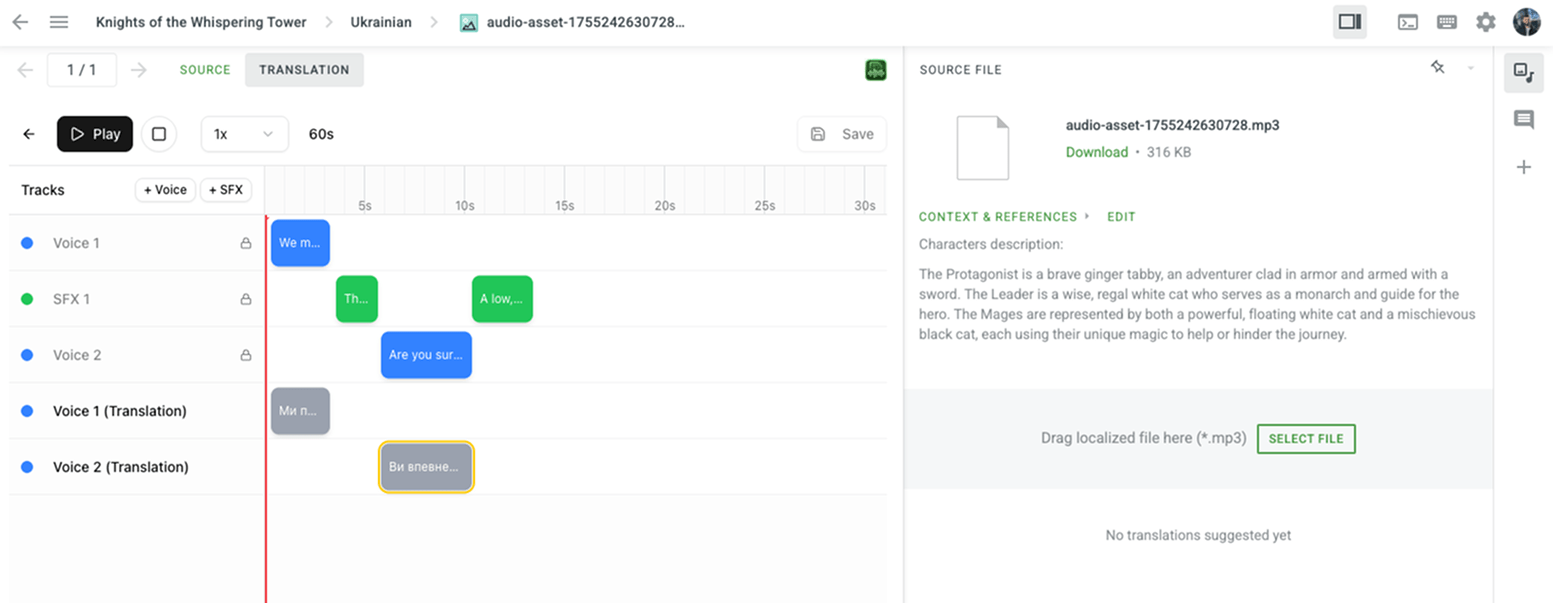 Knights of the Whispering Tower
Ukrainian
audio-asset-1755242630728...
1 / 1
SOURCE
TRANSLATION
SOURCE FILE
Play
1x
60s
Save
audio-asset-1755242630728.mp3
Download • 316 KB
Tracks
+ Voice
+ SFX
5s
10s
15s
20s
25s
30s
CONTEXT & REFERENCES
EDIT
Characters description:
The Protagonist is a brave ginger tabby, an adventurer clad in armor and armed with a
sword. The Leader is a wise, regal white cat who serves as a monarch and guide for the
hero. The Mages are represented by both a powerful, floating white cat and a mischievous
black cat, each using their unique magic to help or hinder the journey.
Voice 1
We m...
SFX 1
Th...
A low,...
Voice 2
Are you sur...
Voice 1 (Translation)
Ми п...
Voice 2 (Translation)
Ви впевне...
Drag localized file here (*.mp3)
SELECT FILE
No translations suggested yet